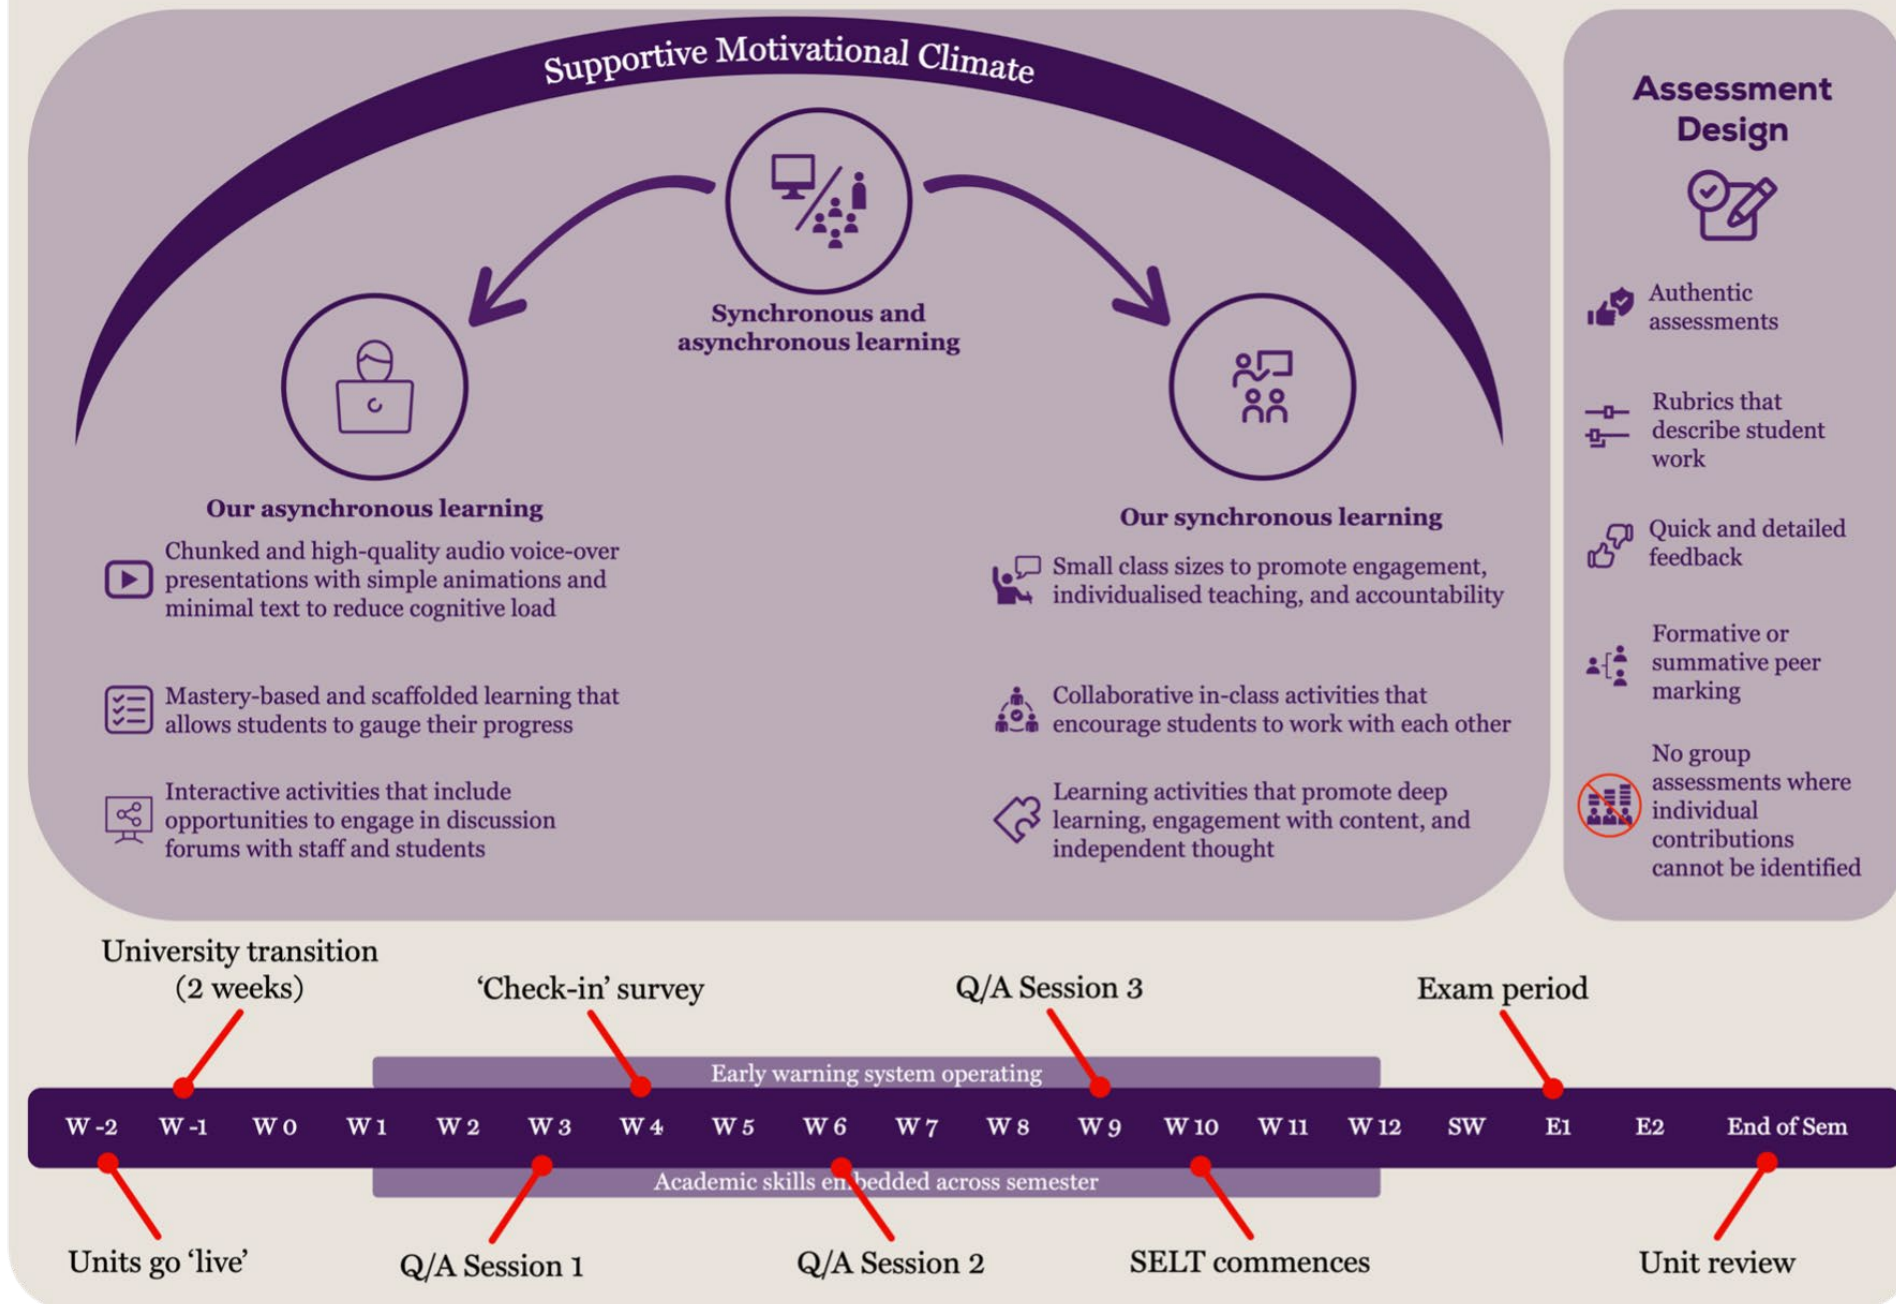 Supportive Motivational Climate
Synchronous and
asynchronous learning
Our asynchronous learning
Chunked and high-quality audio voice-over
presentations with simple animations and
minimal text to reduce cognitive load
Mastery-based and scaffolded learning that
allows students to gauge their progress
Interactive activities that include
opportunities to engage in discussion
forums with staff and students
Our synchronous learning
Small class sizes to promote engagement,
individualised teaching, and accountability
Collaborative in-class activities that
encourage students to work with each other
Learning activities that promote deep
learning, engagement with content, and
independent thought
Assessment
Design
Authentic
assessments
Rubrics that
describe student
work
Quick and detailed
feedback
Formative or
summative peer
marking
No group
assessments where
individual
contributions
cannot be identified
University transition
(2 weeks)
‘Check-in’ survey
Q/A Session 3
Exam period
Early warning system operating
W -2 W -1 W 0 W 1 W 2 W 3 W 4 W 5 W 6 W 7 W 8 W 9 W 10 W 11 W 12 SW E1 E2 End of Sem
Academic skills embedded across semester
Units go ‘live’
Q/A Session 1
Q/A Session 2
SELT commences
Unit review